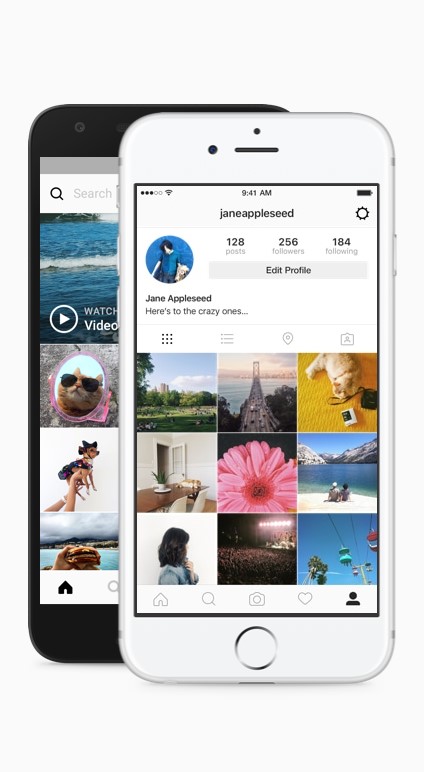 Search
WATCH
Video
9:41 AM
janeappleseed
128
256
184
posts
followers
following
Edit Profile
Jane Appleseed
Here's to the crazy ones...